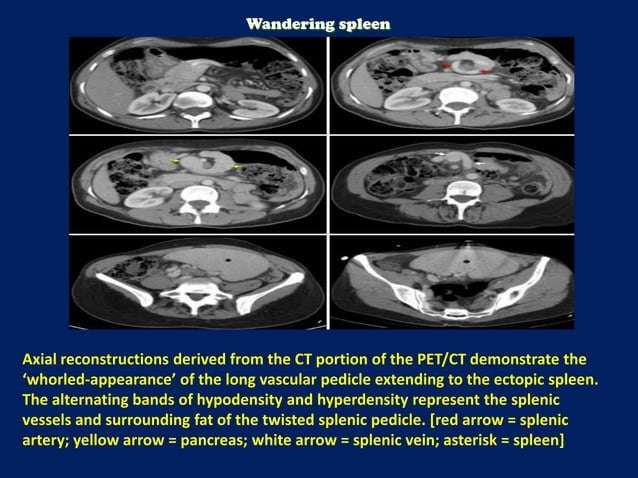 Wandering spleen
Axial reconstructions derived from the CT portion of the PET/CT demonstrate the
‘whorled-appearance’ of the long vascular pedicle extending to the ectopic spleen.
The alternating bands of hypodensity and hyperdensity represent the splenic
vessels and surrounding fat of the twisted splenic pedicle. [red arrow = splenic
artery; yellow arrow = pancreas; white arrow = splenic vein; asterisk = spleen]